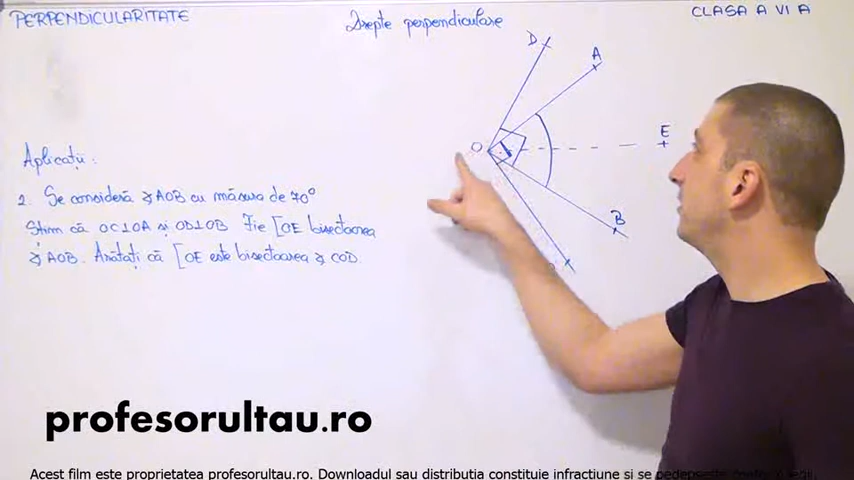 PERPENDICULARITATE
Drepte perpendiculare
CLASA A VI A
D
A
E
O
B
Aplicații:
2. Se consideră ∢AOB cu măsura de 70°
Știm că OC⊥OA și OD⊥OB Fie [OE bisectoarea
∢AOB. Arătați că [OE este bisectoarea ∢ COD.
profesorultau.ro
Acest film este proprietatea profesorultau.ro. Downloadul sau distributia constituie infractiune si se pedepseste